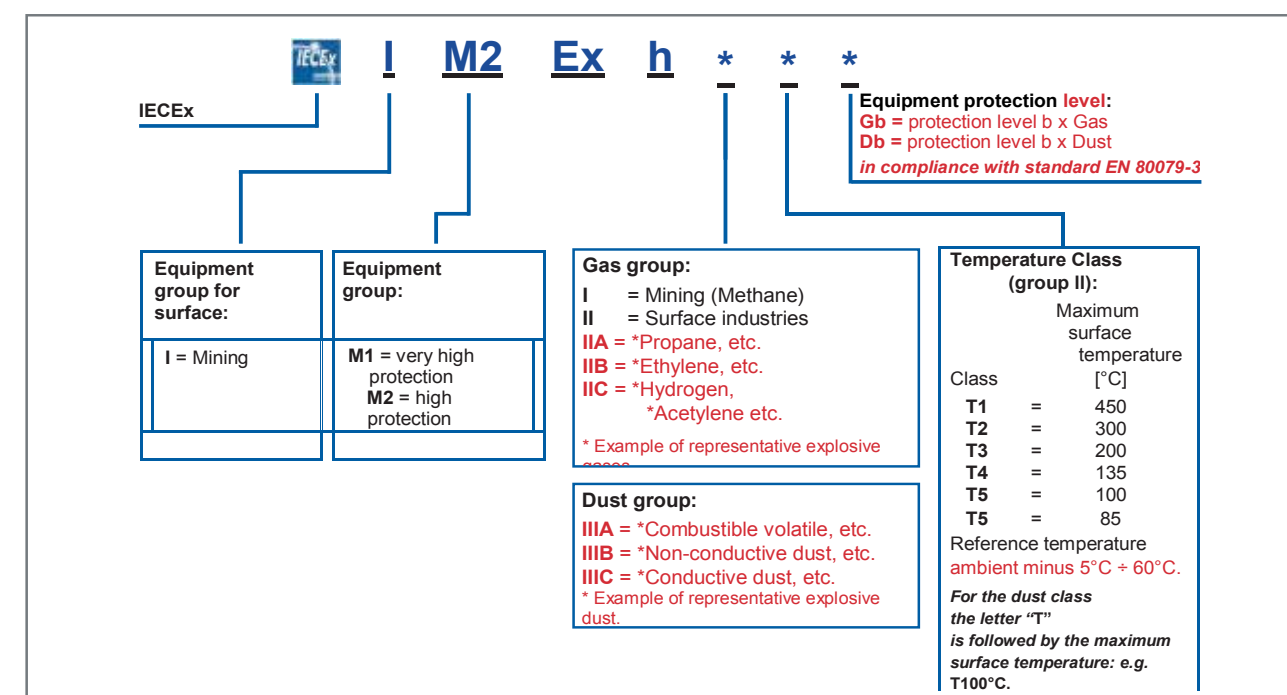 IECEx I M2 Ex h * * *
IECEx
Equipment protection level:
Gb = protection level b x Gas
Db = protection level b x Dust
in compliance with standard EN 80079-3
Equipment
group for
surface:
I = Mining
Equipment
group:
M1 = very high
protection
M2 = high
protection
Gas group:
I = Mining (Methane)
II = Surface industries
IIA = *Propane, etc.
IIB = *Ethylene, etc.
IIC = *Hydrogen,
*Acetylene etc.
* Example of representative explosive
Dust group:
IIIA = *Combustible volatile, etc.
IIIB = *Non-conductive dust, etc.
IIIC = *Conductive dust, etc.
* Example of representative explosive
dust.
Temperature Class
(group II):
Maximum
surface
temperature
Class [°C]
T1 = 450
T2 = 300
T3 = 200
T4 = 135
T5 = 100
T5 = 85
Reference temperature
ambient minus 5°C ÷ 60°C.
For the dust class
the letter “T”
is followed by the maximum
surface temperature: e.g.
T100°C.